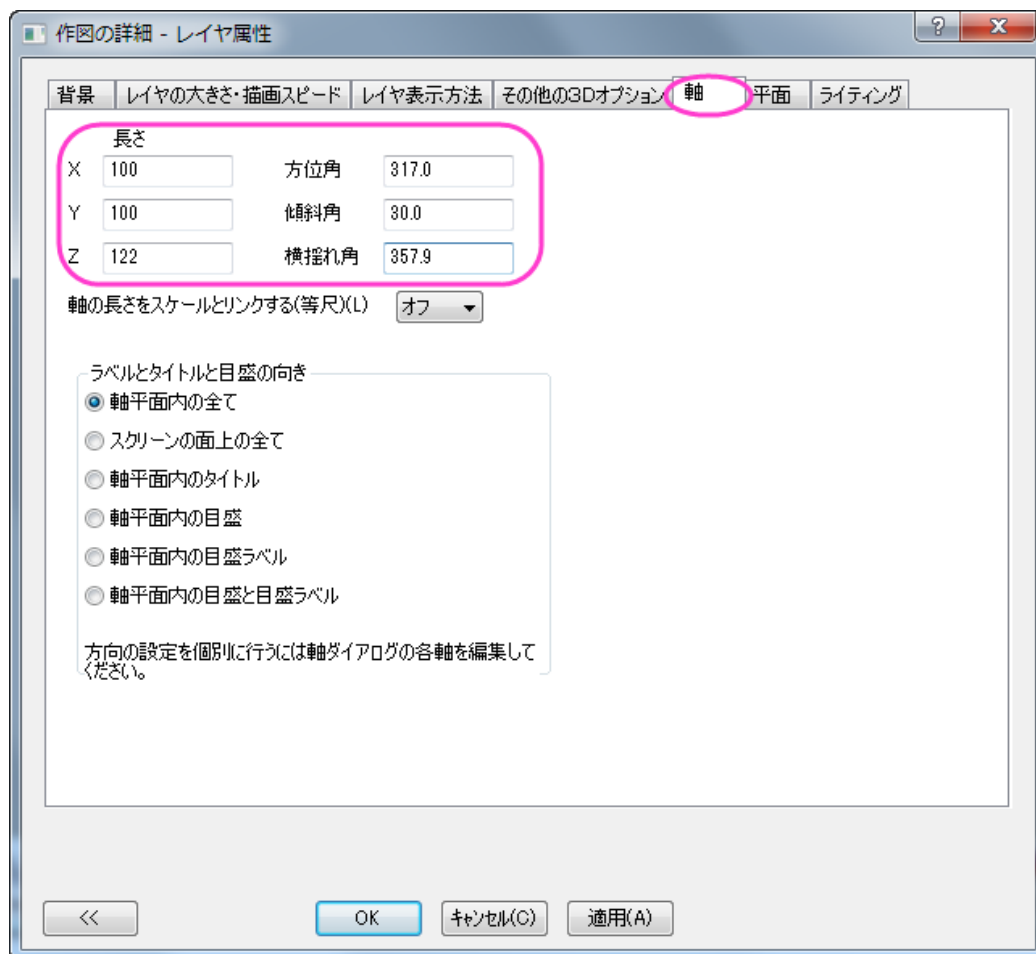 作図の詳細 - レイヤ属性
?
X
背景 レイヤの大きさ・描画スピード レイヤ表示方法 その他の3Dオプション 軸 平面 ライティング
長さ
X 100 方位角 317.0
Y 100 傾斜角 30.0
Z 122 横揺れ角 357.9
軸の長さをスケールとリンクする(等尺)(L) オフ
ラベルとタイトルと目盛の向き
軸平面内の全て
スクリーンの面上の全て
軸平面内のタイトル
軸平面内の目盛
軸平面内の目盛ラベル
軸平面内の目盛と目盛ラベル
方向の設定を個別に行うには軸ダイアログの各軸を編集して
ください。
<< OK キャンセル(C) 適用(A)